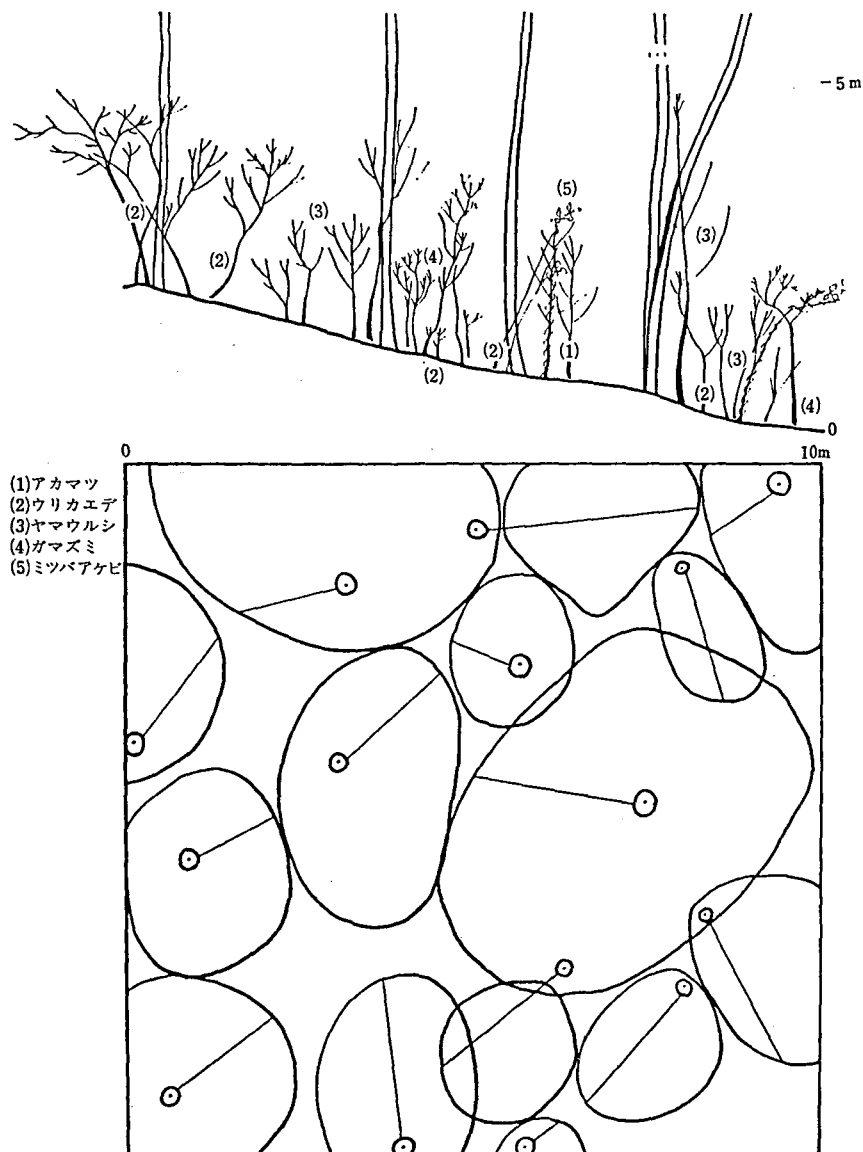 -5m
(2)
(2)
(3)
(4)
(2)
(2)
(5)
(1)
(3)
(2)
(3)
(4)
0
0
10m
(1)アカマツ
(2)ウリカエデ
(3)ヤマウルシ
(4)ガマズミ
(5)ミツバアケビ